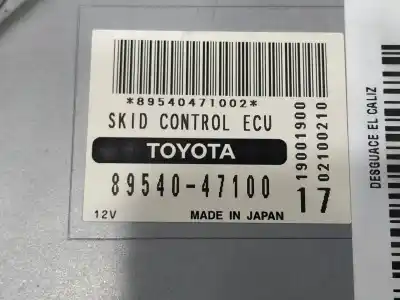 *89540471002*
SKID CONTROL ECU
TOYOTA
89540-47100
12V
MADE IN JAPAN
17
19001900
02100210
DESGUACE EL CALIZ